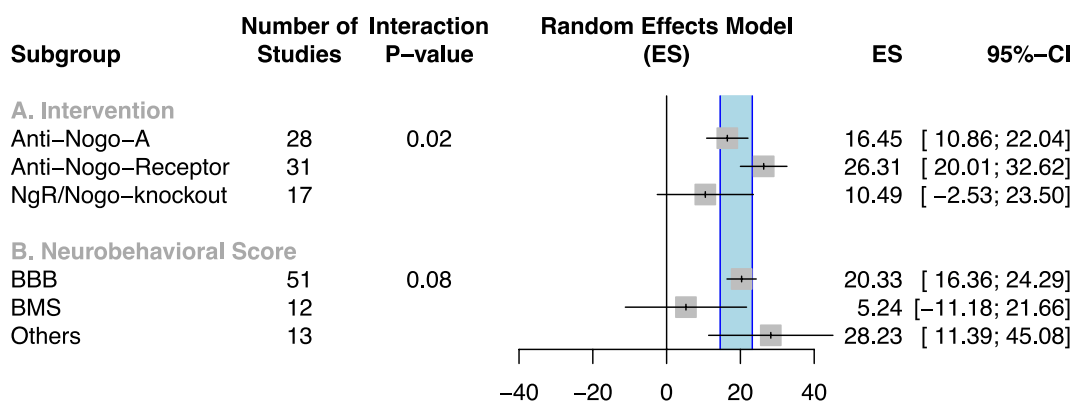 Number of Interaction Random Effects Model
Subgroup Studies P−value (ES) ES 95%−CI
A. Intervention
Anti−Nogo−A 28 0.02 16.45 [ 10.86; 22.04]
Anti−Nogo−Receptor 31 26.31 [ 20.01; 32.62]
NgR/Nogo−knockout 17 10.49 [ −2.53; 23.50]
B. Neurobehavioral Score
BBB 51 0.08 20.33 [ 16.36; 24.29]
BMS 12 5.24 [−11.18; 21.66]
Others 13 28.23 [ 11.39; 45.08]
−40 −20 0 20 40